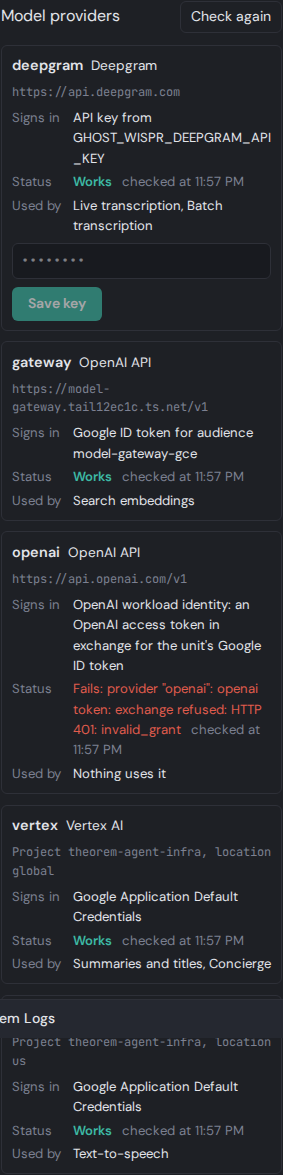 Model providers Check again
deepgram Deepgram
https://api.deepgram.com
Signs in API key from
GHOST_WISPR_DEEPGRAM_API
_KEY
Status Works checked at 11:57 PM
Used by Live transcription, Batch
transcription
••••••••
Save key
gateway OpenAI API
https://model-
gateway.tail12ec1c.ts.net/v1
Signs in Google ID token for audience
model-gateway-gce
Status Works checked at 11:57 PM
Used by Search embeddings
openai OpenAI API
https://api.openai.com/v1
Signs in OpenAI workload identity: an
OpenAI access token in
exchange for the unit's Google
ID token
Status Fails: provider "openai": openai
token: exchange refused: HTTP
401: invalid_grant checked at
11:57 PM
Used by Nothing uses it
vertex Vertex AI
Project theorem-agent-infra, location
global
Signs in Google Application Default
Credentials
Status Works checked at 11:57 PM
Used by Summaries and titles, Concierge
em Logs
Project theorem-agent-infra, location
us
Signs in Google Application Default
Credentials
Status Works checked at 11:57 PM
Used by Text-to-speech